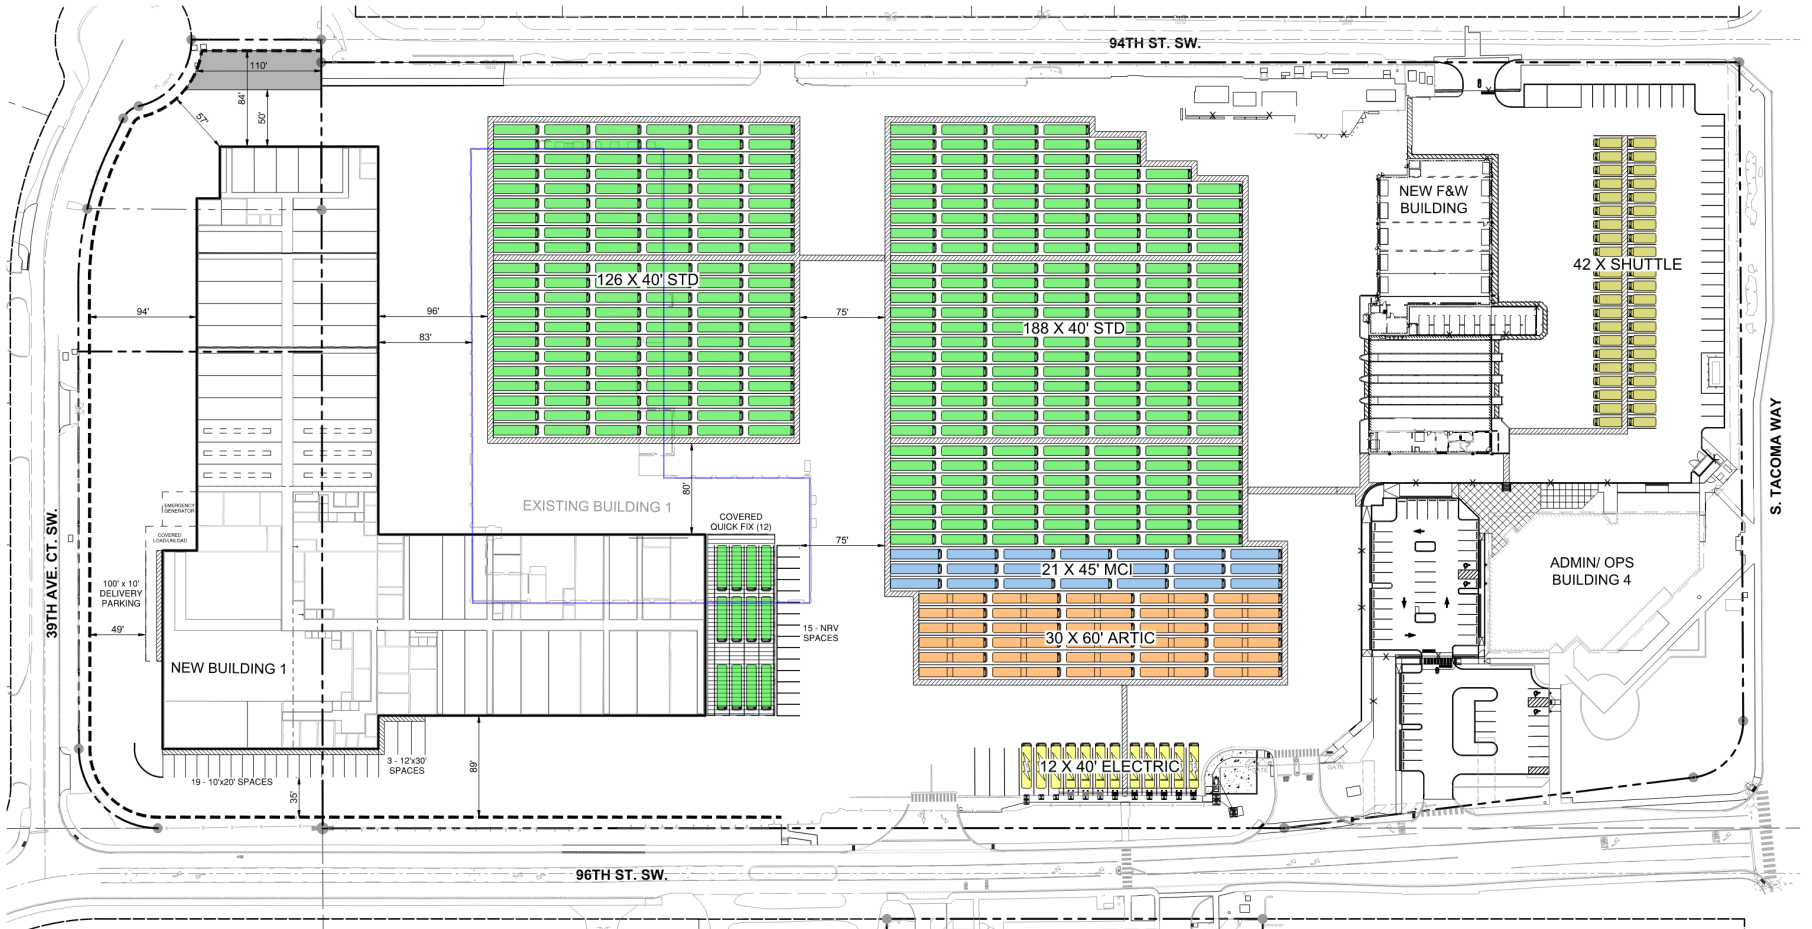 94TH ST. SW.
110'
84'
50'
57'
NEW F&W
BUILDING
42 X SHUTTLE
126 X 40' STD
188 X 40' STD
94'
96'
83'
75'
80'
EXISTING BUILDING 1
COVERED
QUICK FIX (12)
EMERGENCY
GENERATOR
COVERED
LOAD/UNLOAD
75'
21 X 45' MCI
ADMIN/ OPS
BUILDING 4
100' x 10'
DELIVERY
PARKING
49'
15 - NRV
SPACES
30 X 60' ARTIC
NEW BUILDING 1
39TH AVE. CT. SW.
S. TACOMA WAY
3 - 12'x30'
SPACES
89'
19 - 10'x20' SPACES
35'
12 X 40' ELECTRIC
GATE
96TH ST. SW.